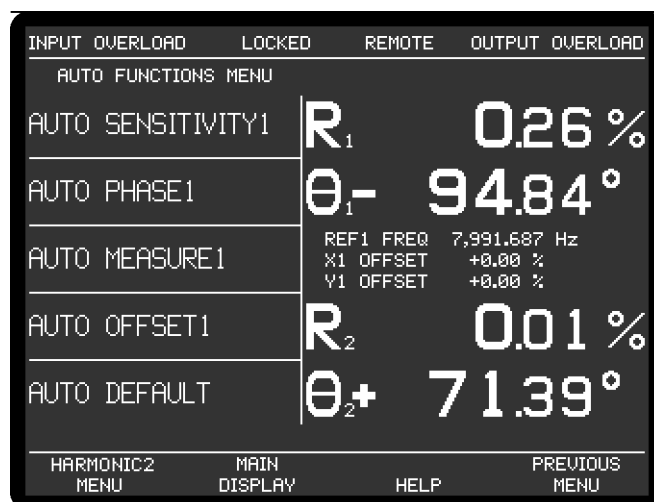 INPUT OVERLOAD LOCKED REMOTE OUTPUT OVERLOAD
AUTO FUNCTIONS MENU
AUTO SENSITIVITY1
R1 0.26 %
AUTO PHASE1
θ1- 94.84°
AUTO MEASURE1
REF1 FREQ 7,991.687 Hz
X1 OFFSET +0.00 %
Y1 OFFSET +0.00 %
AUTO OFFSET1
R2 0.01 %
AUTO DEFAULT
θ2+ 71.39°
HARMONIC2 MENU
MAIN DISPLAY
HELP
PREVIOUS MENU